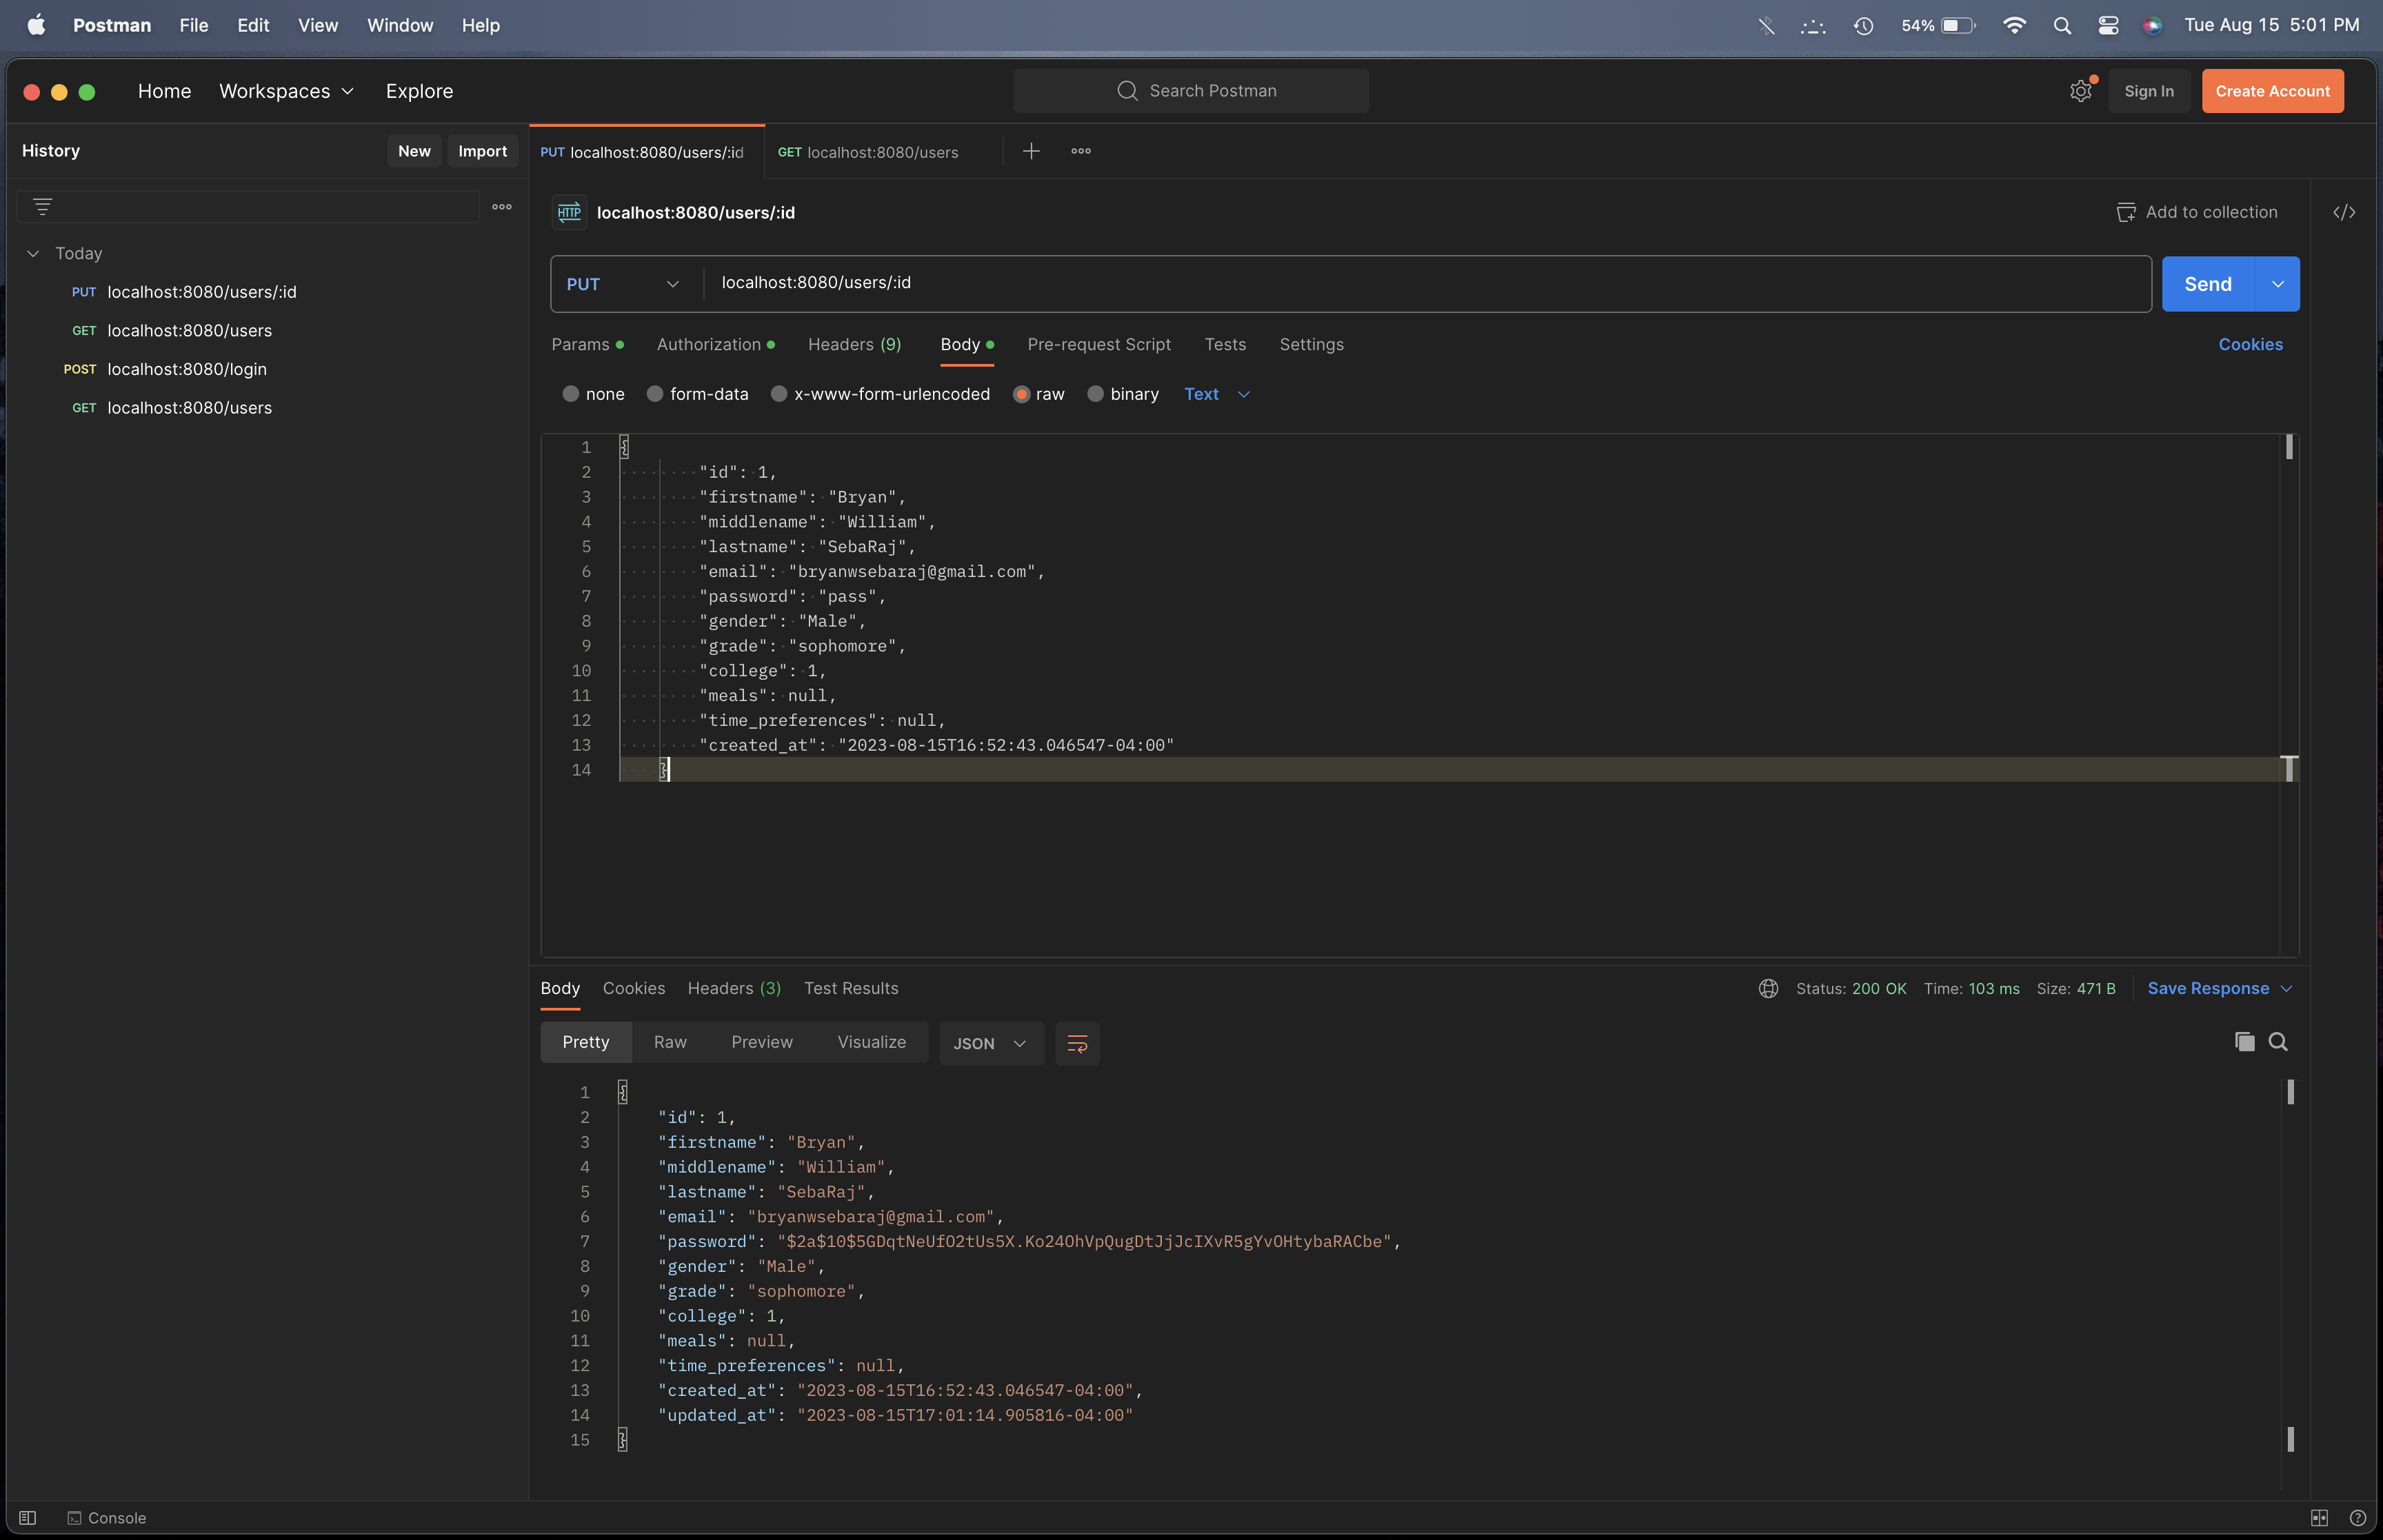 Postman File Edit View Window Help 54% Tue Aug 15 5:01 PM
Home Workspaces Explore Search Postman Sign In Create Account
History New Import
PUT localhost:8080/users/:id GET localhost:8080/users
HTTP localhost:8080/users/:id Add to collection
Today
PUT localhost:8080/users/:id
GET localhost:8080/users
POST localhost:8080/login
GET localhost:8080/users
PUT localhost:8080/users/:id Send
Params Authorization Headers (9) Body Pre-request Script Tests Settings Cookies
none form-data x-www-form-urlencoded raw binary Text
1 {
2 "id": 1,
3 "firstname": "Bryan",
4 "middlename": "William",
5 "lastname": "SebaRaj",
6 "email": "bryanwsebaraj@gmail.com",
7 "password": "pass",
8 "gender": "Male",
9 "grade": "sophomore",
10 "college": 1,
11 "meals": null,
12 "time_preferences": null,
13 "created_at": "2023-08-15T16:52:43.046547-04:00"
14 }
Body Cookies Headers (3) Test Results Status: 200 OK Time: 103 ms Size: 471 B Save Response
Pretty Raw Preview Visualize JSON
1 {
2 "id": 1,
3 "firstname": "Bryan",
4 "middlename": "William",
5 "lastname": "SebaRaj",
6 "email": "bryanwsebaraj@gmail.com",
7 "password": "$2a$10$5GDqtNeUfO2tUs5X.Ko24OhVpQugDtJjJcIXvR5gYvOHtybaRACbe",
8 "gender": "Male",
9 "grade": "sophomore",
10 "college": 1,
11 "meals": null,
12 "time_preferences": null,
13 "created_at": "2023-08-15T16:52:43.046547-04:00",
14 "updated_at": "2023-08-15T17:01:14.905816-04:00"
15 }
Console